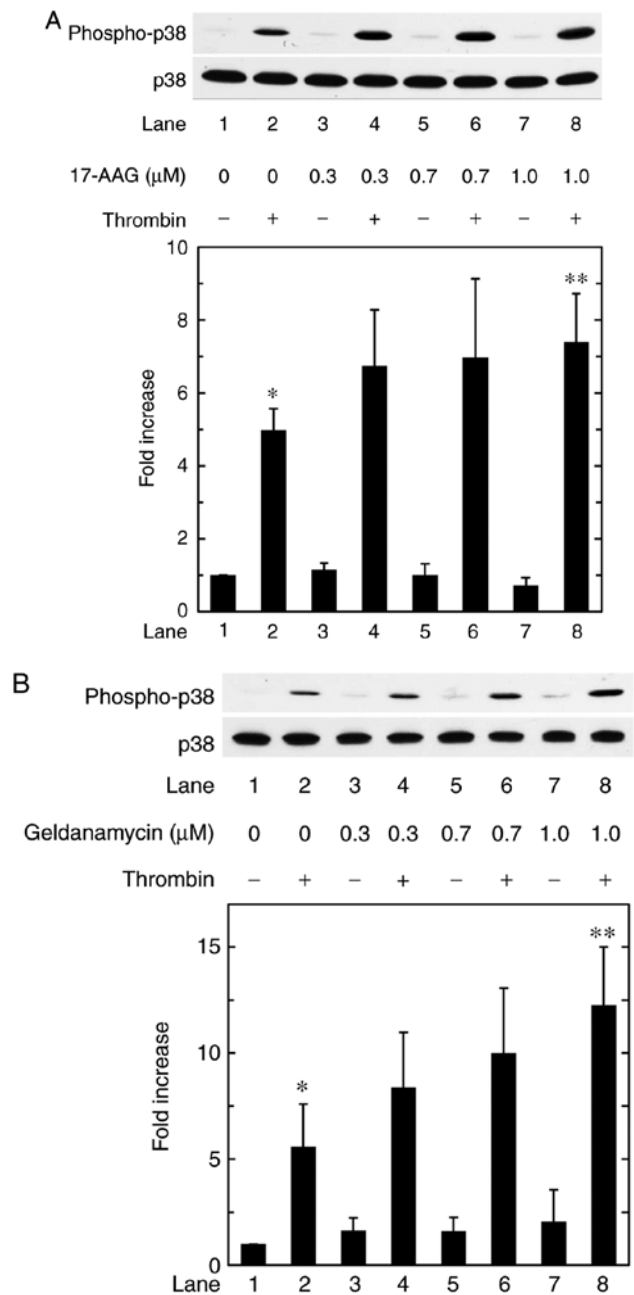 A
Phospho-p38
p38
Lane 1 2 3 4 5 6 7 8
17-AAG (μM) 0 0 0.3 0.3 0.7 0.7 1.0 1.0
Thrombin − + − + − + − +
10
8
6
4
2
0
Fold increase
* **
Lane 1 2 3 4 5 6 7 8
B
Phospho-p38
p38
Lane 1 2 3 4 5 6 7 8
Geldanamycin (μM) 0 0 0.3 0.3 0.7 0.7 1.0 1.0
Thrombin − + − + − + − +
15
10
5
0
Fold increase
* **
Lane 1 2 3 4 5 6 7 8